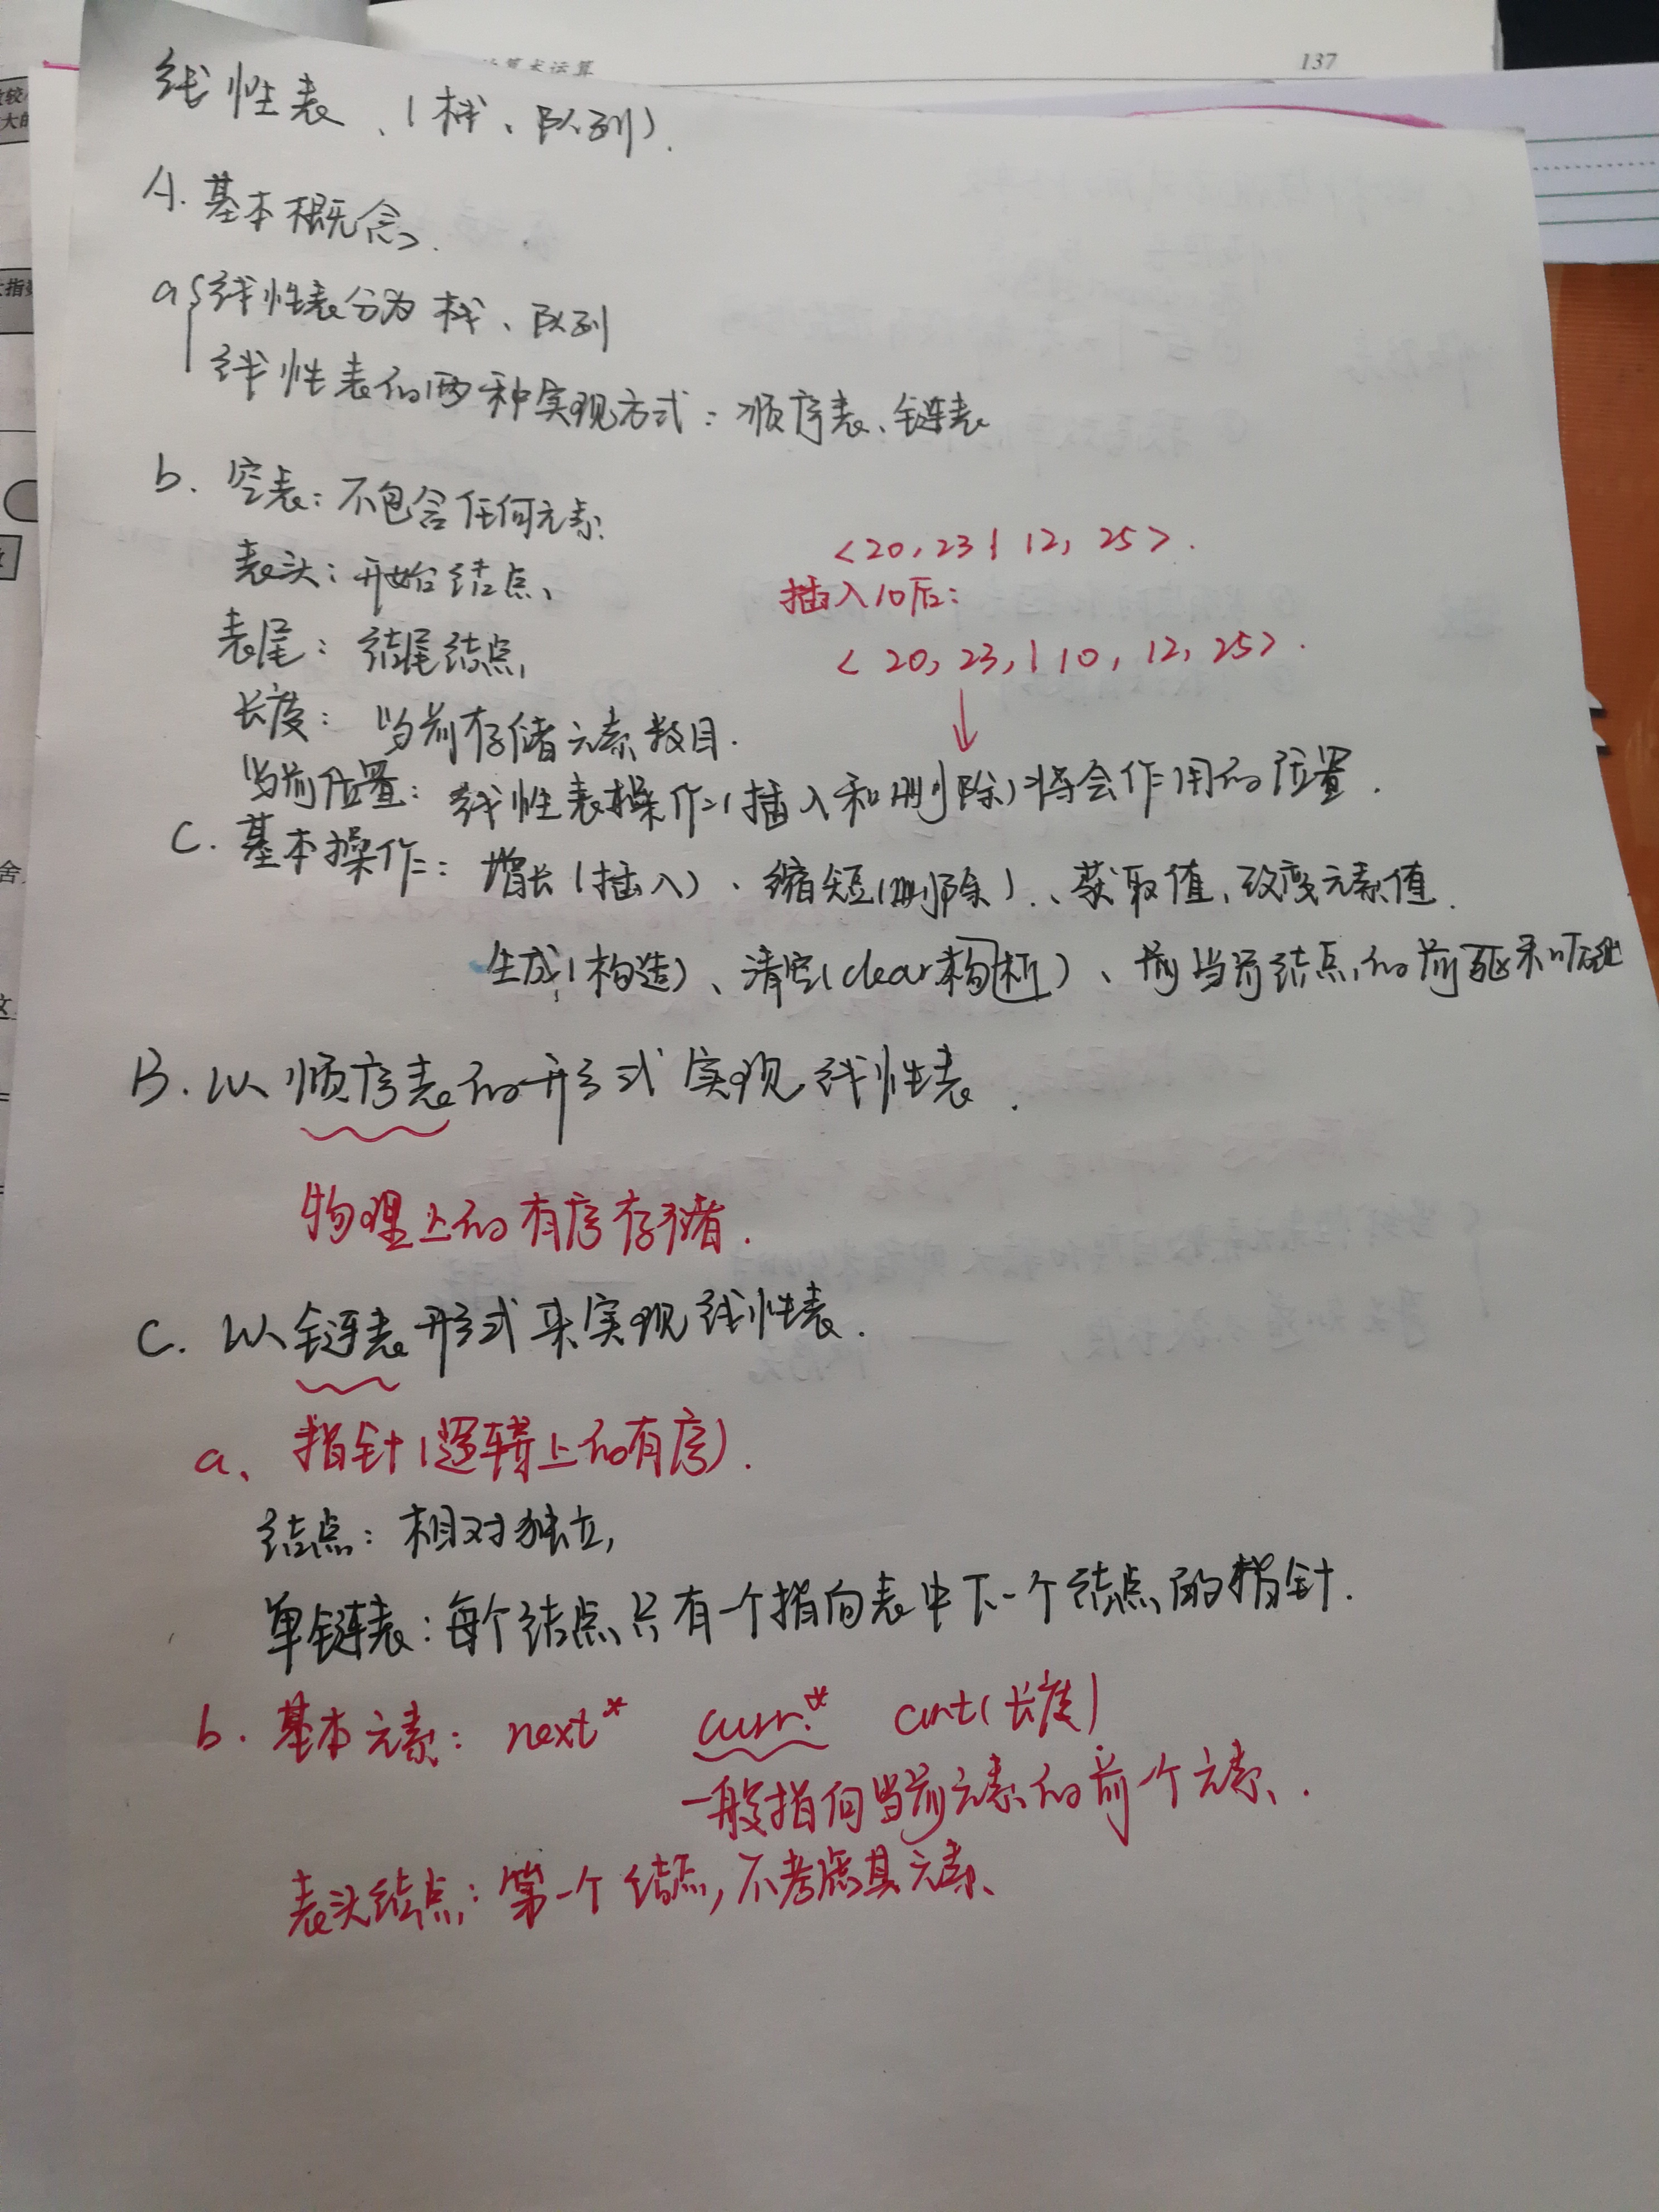 算术运算
137
线性表、(栈、队列).
A. 基本概念.
a { 线性表分为栈、队列
线性表的两种实现方式:顺序表、链表
b. 空表:不包含任何元素
<20,23 | 12, 25>.
表头:开始结点、
插入10后:
表尾:结尾结点,
< 20, 23, | 10, 12, 25>.
长度:当前存储元素数目.
当前位置:线性表操作(插入和删除)将会作用的位置.
C. 基本操作:增长(插入)、缩短(删除)、获取值、改变元素值.
生成(构造)、清空(clear析构)、当前结点的前驱和后继
B. 以顺序表的形式实现线性表.
物理上的有序存储.
C. 以链表形式来实现线性表.
a、指针(逻辑上的有序).
结点:相对独立,
单链表:每个结点只有一个指向表中下一个结点的指针.
b. 基本元素: next* curr* cnt(长度)
一般指向当前元素的前个元素.
表头结点:第一个结点,不考虑其元素、